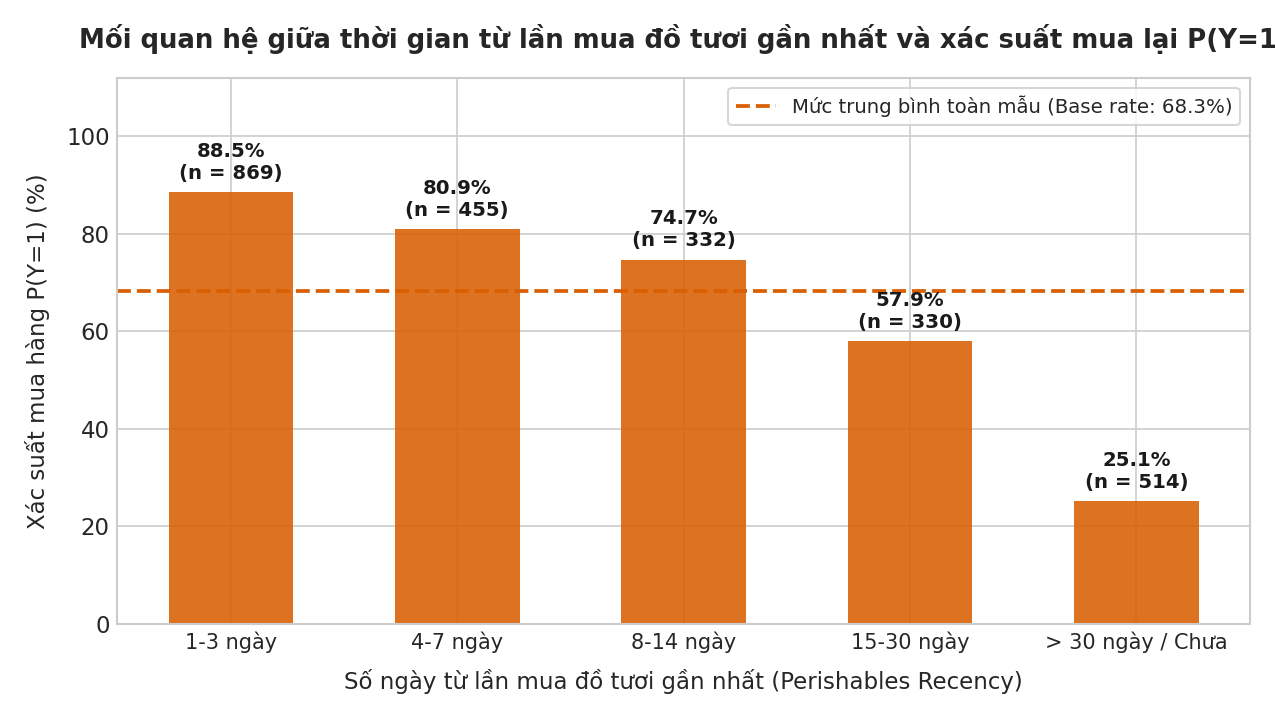 Mối quan hệ giữa thời gian từ lần mua đồ tươi gần nhất và xác suất mua lại P(Y=1
Mức trung bình toàn mẫu (Base rate: 68.3%)
Xác suất mua hàng P(Y=1) (%)
100
80
60
40
20
0
88.5%
(n = 869)
80.9%
(n = 455)
74.7%
(n = 332)
57.9%
(n = 330)
25.1%
(n = 514)
1-3 ngày
4-7 ngày
8-14 ngày
15-30 ngày
> 30 ngày / Chưa
Số ngày từ lần mua đồ tươi gần nhất (Perishables Recency)